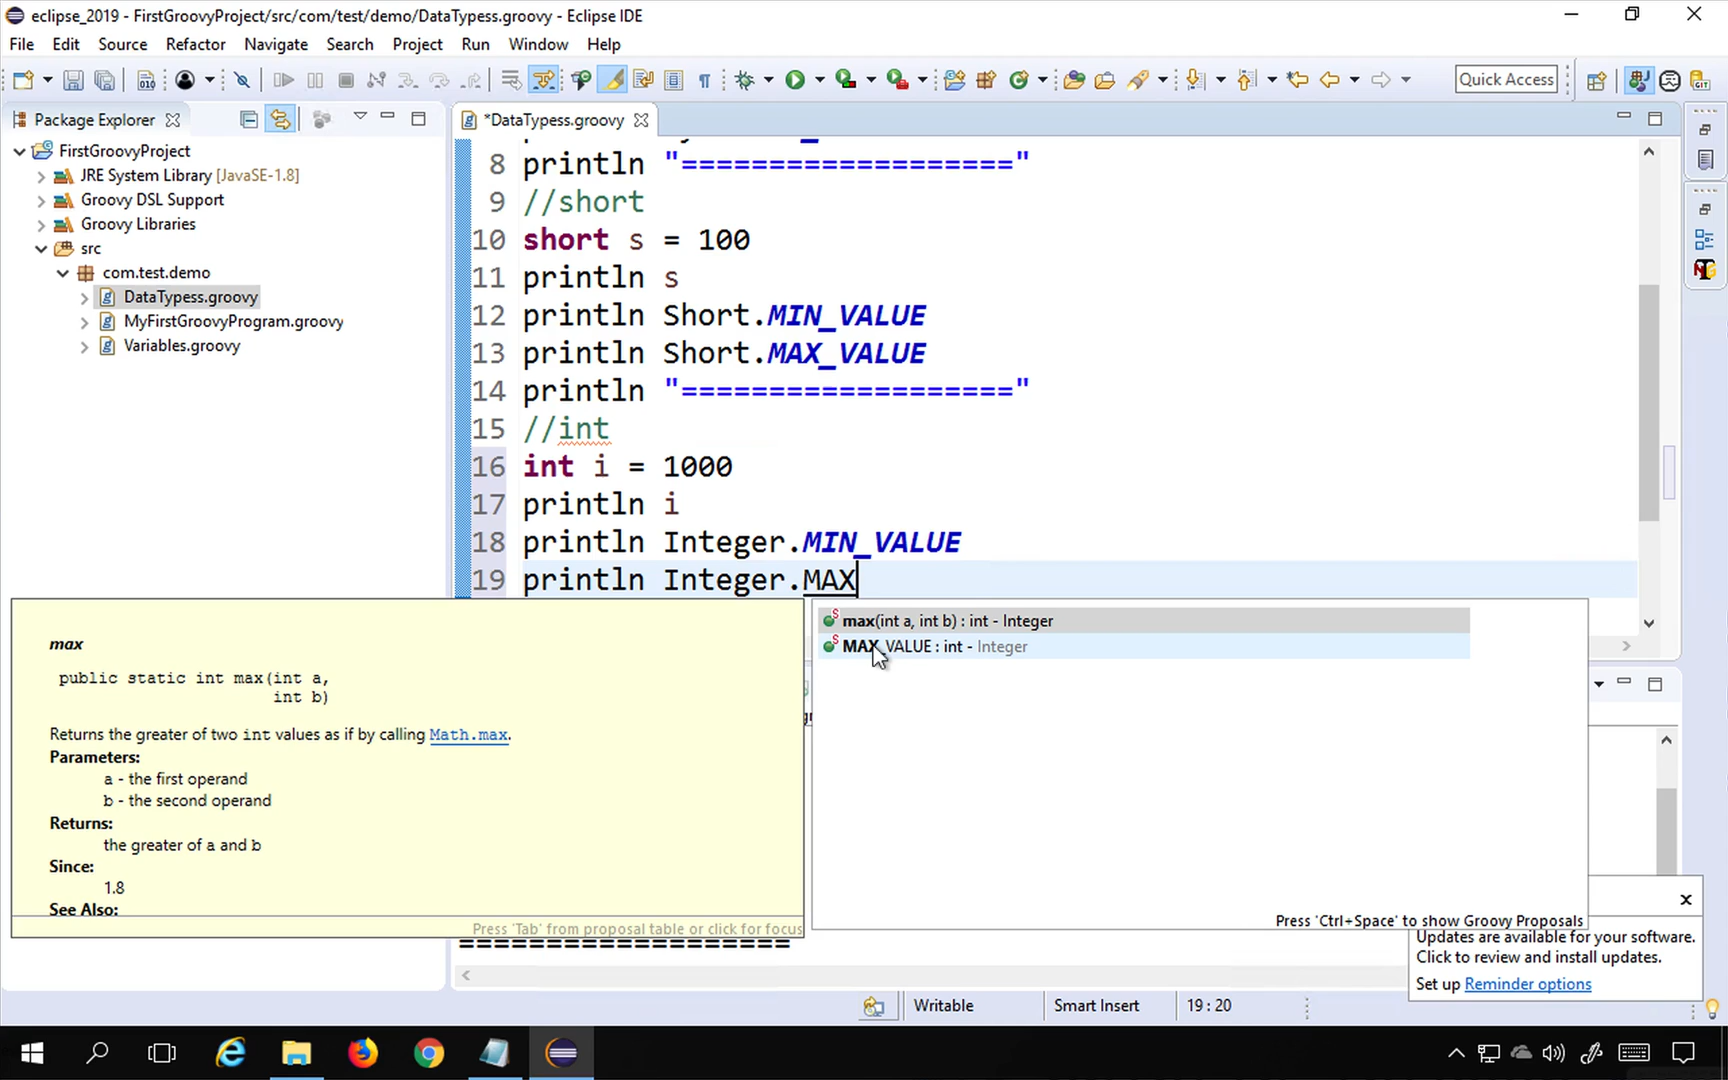 eclipse_2019 - FirstGroovyProject/src/com/test/demo/DataTypess.groovy - Eclipse IDE
File Edit Source Refactor Navigate Search Project Run Window Help
Quick Access
Package Explorer
*DataTypess.groovy
FirstGroovyProject
JRE System Library [JavaSE-1.8]
Groovy DSL Support
Groovy Libraries
src
com.test.demo
DataTypess.groovy
MyFirstGroovyProgram.groovy
Variables.groovy
8 println "==================="
9 //short
10 short s = 100
11 println s
12 println Short.MIN_VALUE
13 println Short.MAX_VALUE
14 println "==================="
15 //int
16 int i = 1000
17 println i
18 println Integer.MIN_VALUE
19 println Integer.MAX
max
public static int max(int a,
int b)
Returns the greater of two int values as if by calling Math.max.
Parameters:
a - the first operand
b - the second operand
Returns:
the greater of a and b
Since:
1.8
See Also:
Press 'Tab' from proposal table or click for focus
max(int a, int b) : int - Integer
MAX_VALUE : int - Integer
Press 'Ctrl+Space' to show Groovy Proposals
===================
Updates are available for your software.
Click to review and install updates.
Set up Reminder options
Writable
Smart Insert
19 : 20